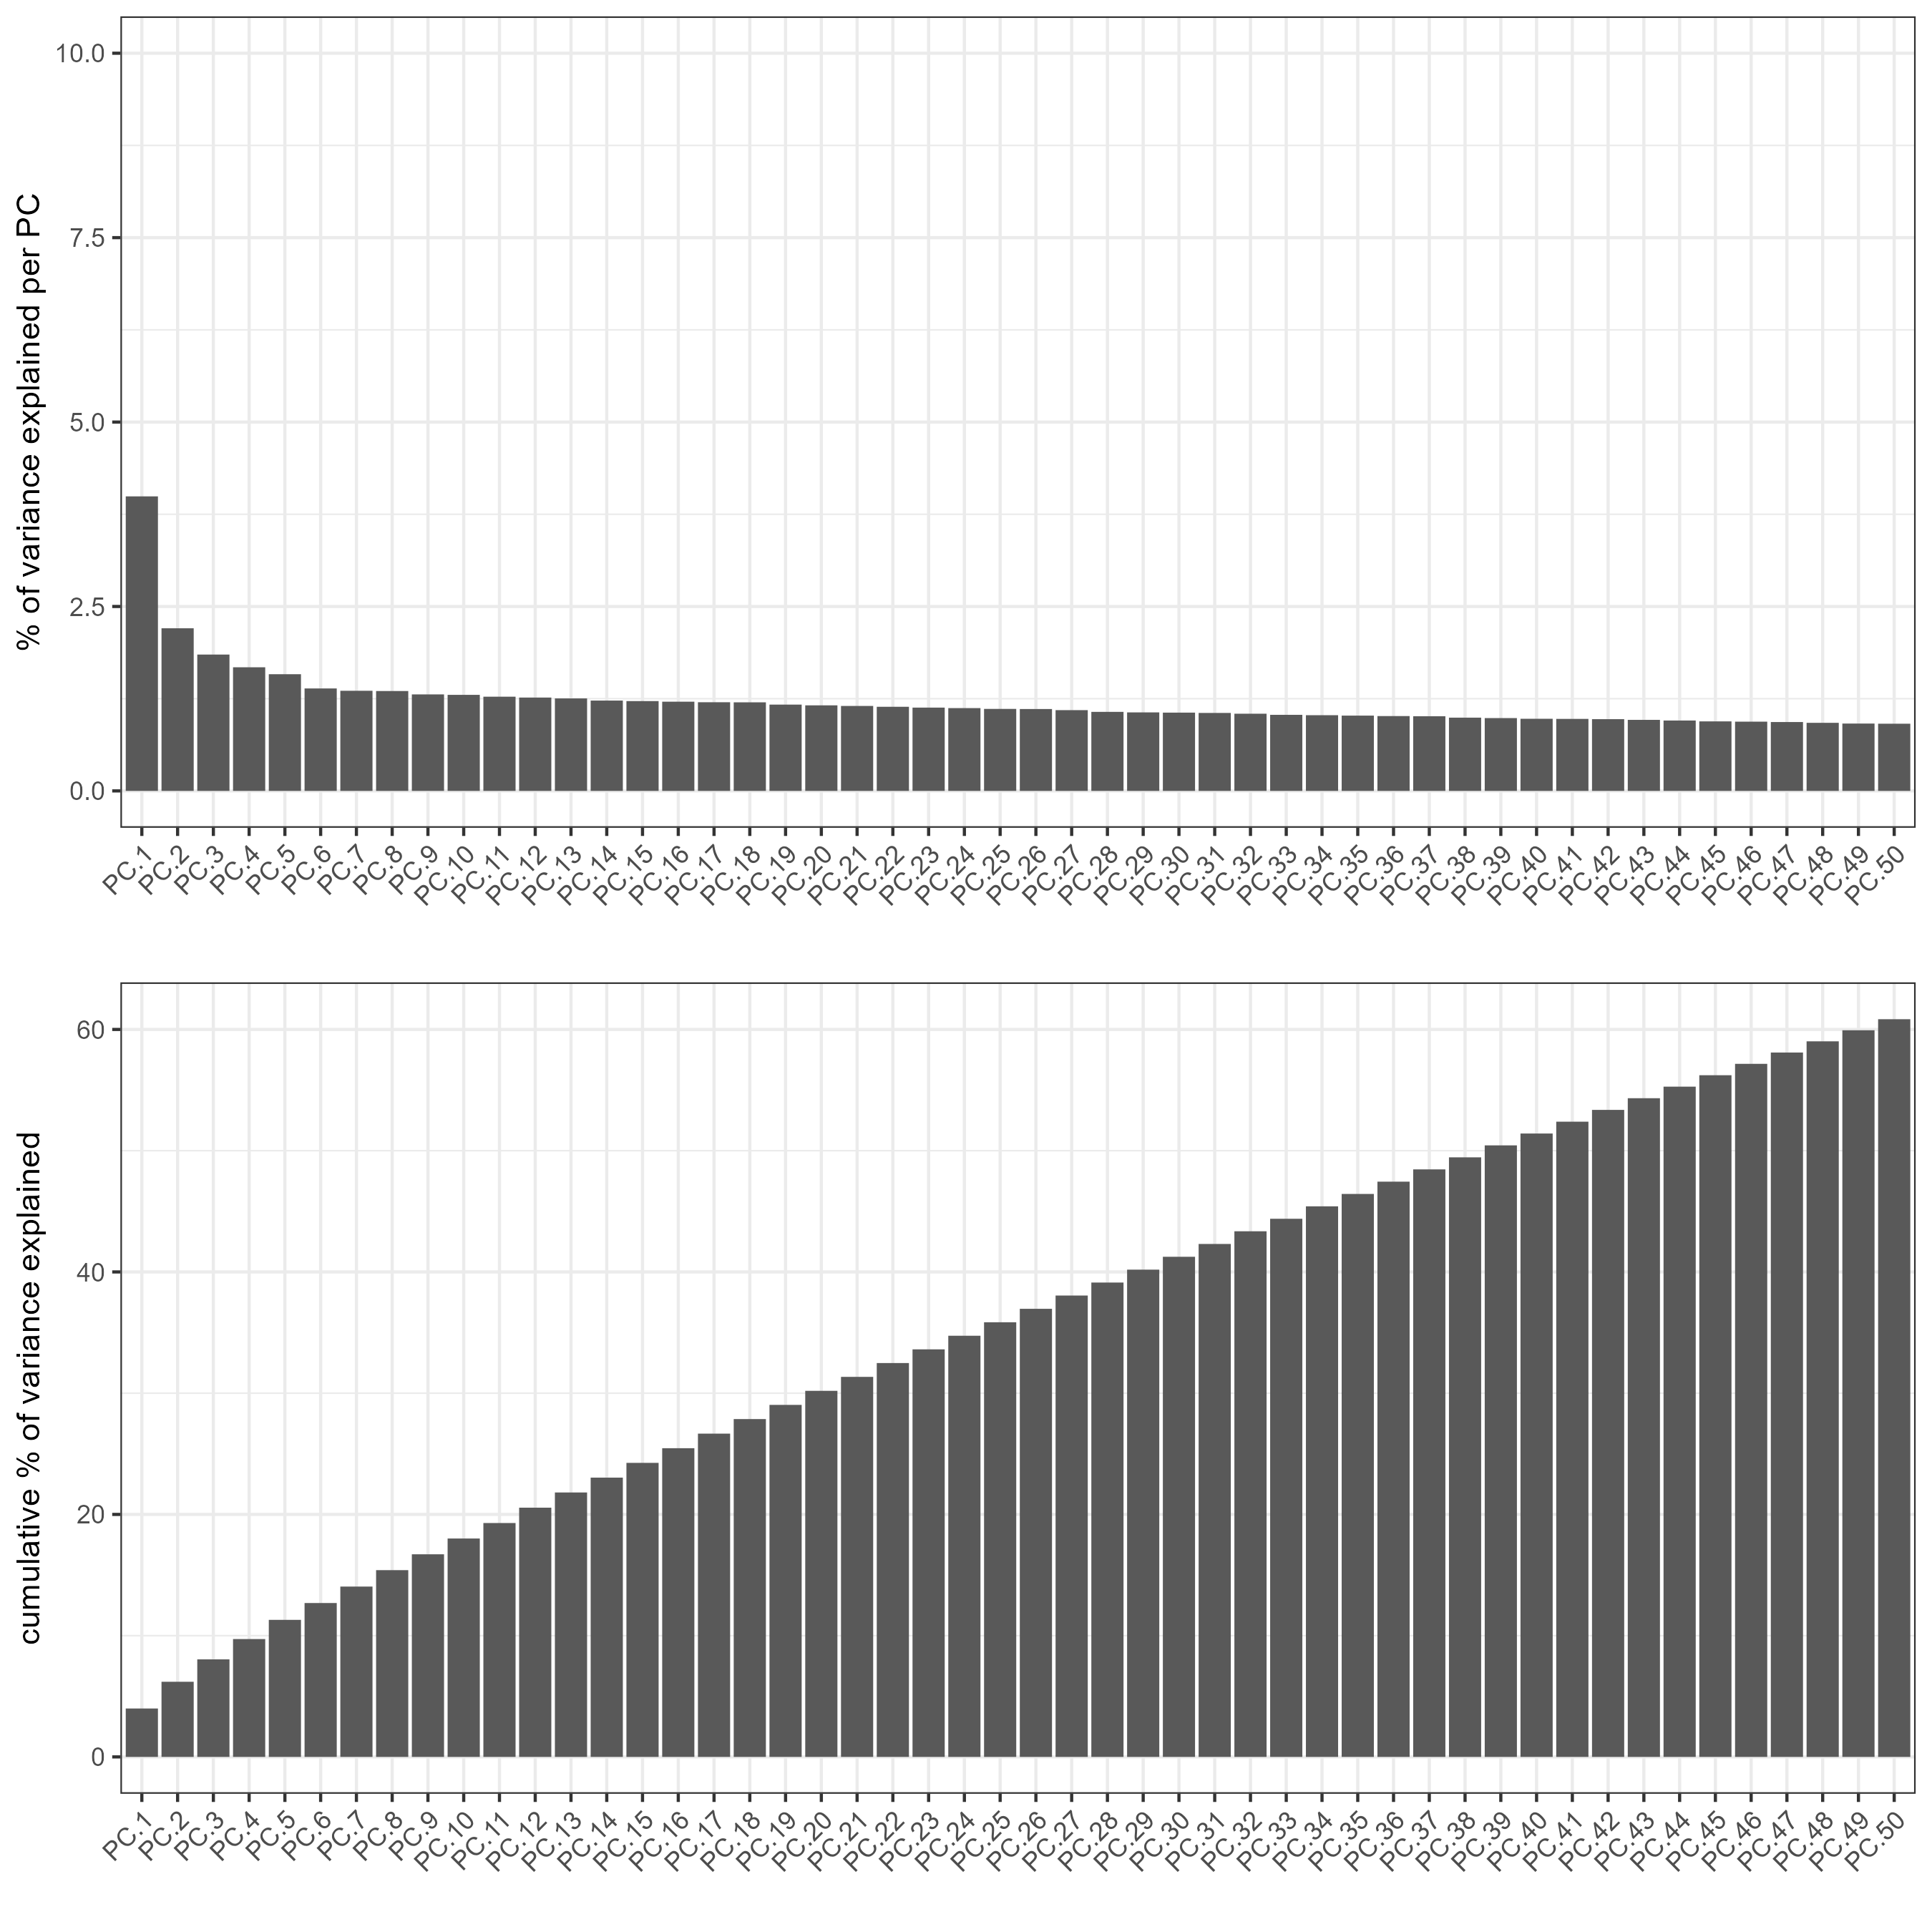 % of variance explained per PC
10.0
7.5
5.0
2.5
0.0
PC.1
PC.2
PC.3
PC.4
PC.5
PC.6
PC.7
PC.8
PC.9
PC.10
PC.11
PC.12
PC.13
PC.14
PC.15
PC.16
PC.17
PC.18
PC.19
PC.20
PC.21
PC.22
PC.23
PC.24
PC.25
PC.26
PC.27
PC.28
PC.29
PC.30
PC.31
PC.32
PC.33
PC.34
PC.35
PC.36
PC.37
PC.38
PC.39
PC.40
PC.41
PC.42
PC.43
PC.44
PC.45
PC.46
PC.47
PC.48
PC.49
PC.50
cumulative % of variance explained
60
40
20
0
PC.1
PC.2
PC.3
PC.4
PC.5
PC.6
PC.7
PC.8
PC.9
PC.10
PC.11
PC.12
PC.13
PC.14
PC.15
PC.16
PC.17
PC.18
PC.19
PC.20
PC.21
PC.22
PC.23
PC.24
PC.25
PC.26
PC.27
PC.28
PC.29
PC.30
PC.31
PC.32
PC.33
PC.34
PC.35
PC.36
PC.37
PC.38
PC.39
PC.40
PC.41
PC.42
PC.43
PC.44
PC.45
PC.46
PC.47
PC.48
PC.49
PC.50